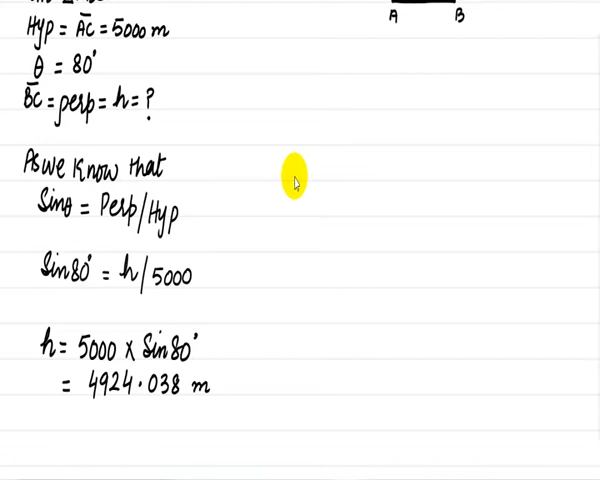 A B
Hyp = AC = 5000 m
θ = 80°
BC = perp = h = ?
As we know that
Sinθ = Perp/Hyp
Sin80° = h/5000
h = 5000 x Sin80°
= 4924.038 m